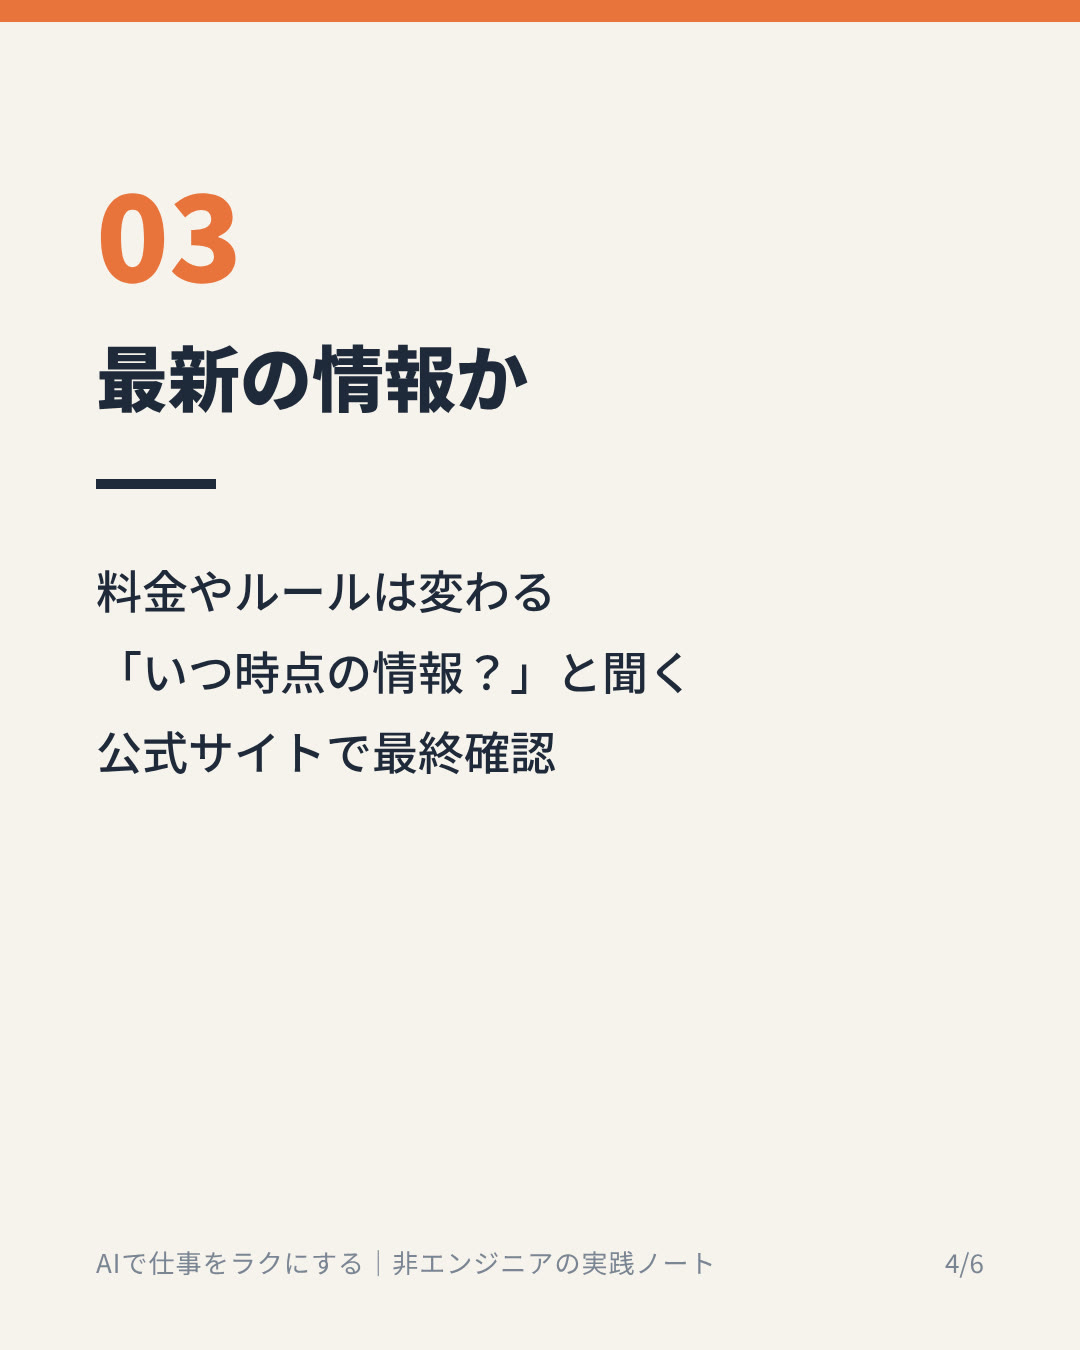 03
最新の情報か
料金やルールは変わる
「いつ時点の情報？」と聞く
公式サイトで最終確認
AIで仕事をラクにする｜非エンジニアの実践ノート
4/6